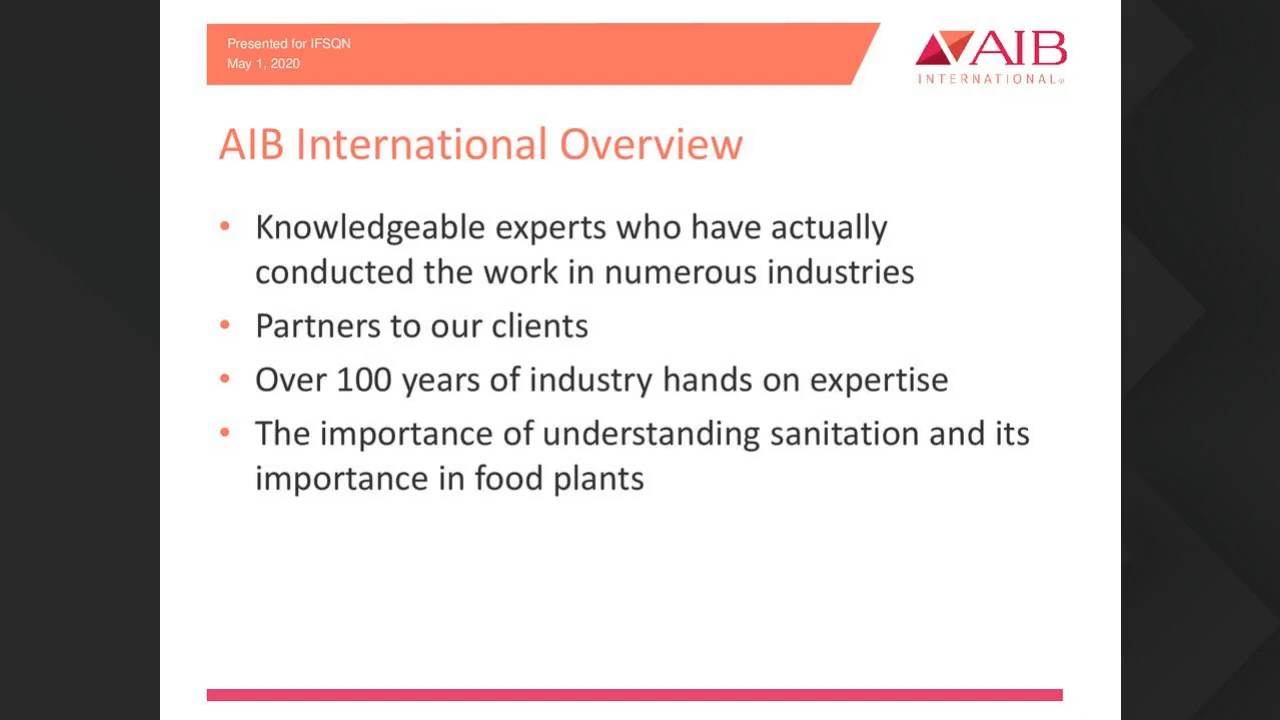 Presented for IFSQN
May 1, 2020
AIB
INTERNATIONAL
AIB International Overview
• Knowledgeable experts who have actually
conducted the work in numerous industries
• Partners to our clients
• Over 100 years of industry hands on expertise
• The importance of understanding sanitation and its
importance in food plants